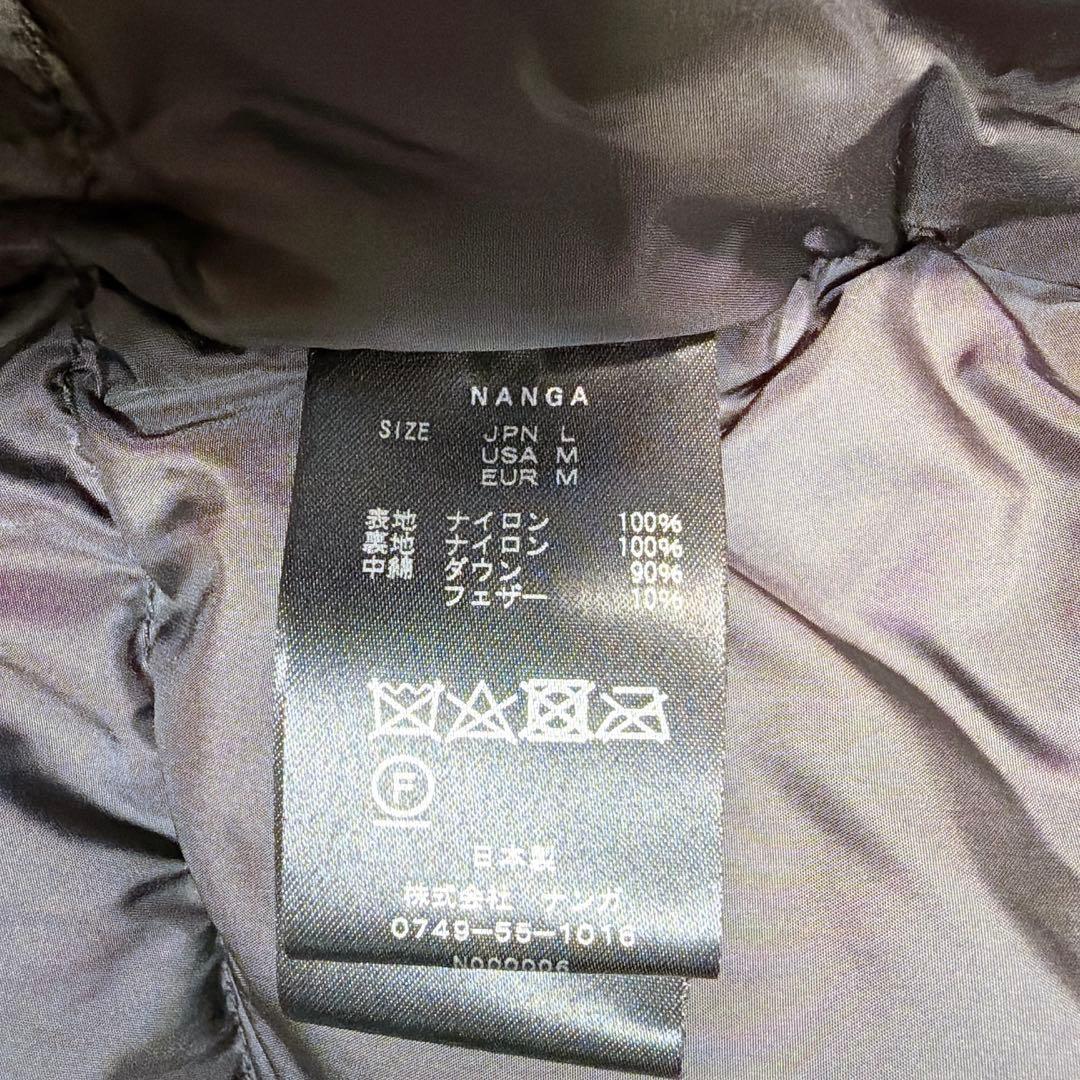 NANGA
SIZE JPN L
USA M
EUR M
表地 ナイロン 100%
裏地 ナイロン 100%
中綿 ダウン 90%
フェザー 10%
F
日本製
株式会社 ナンガ
0749-55-1016